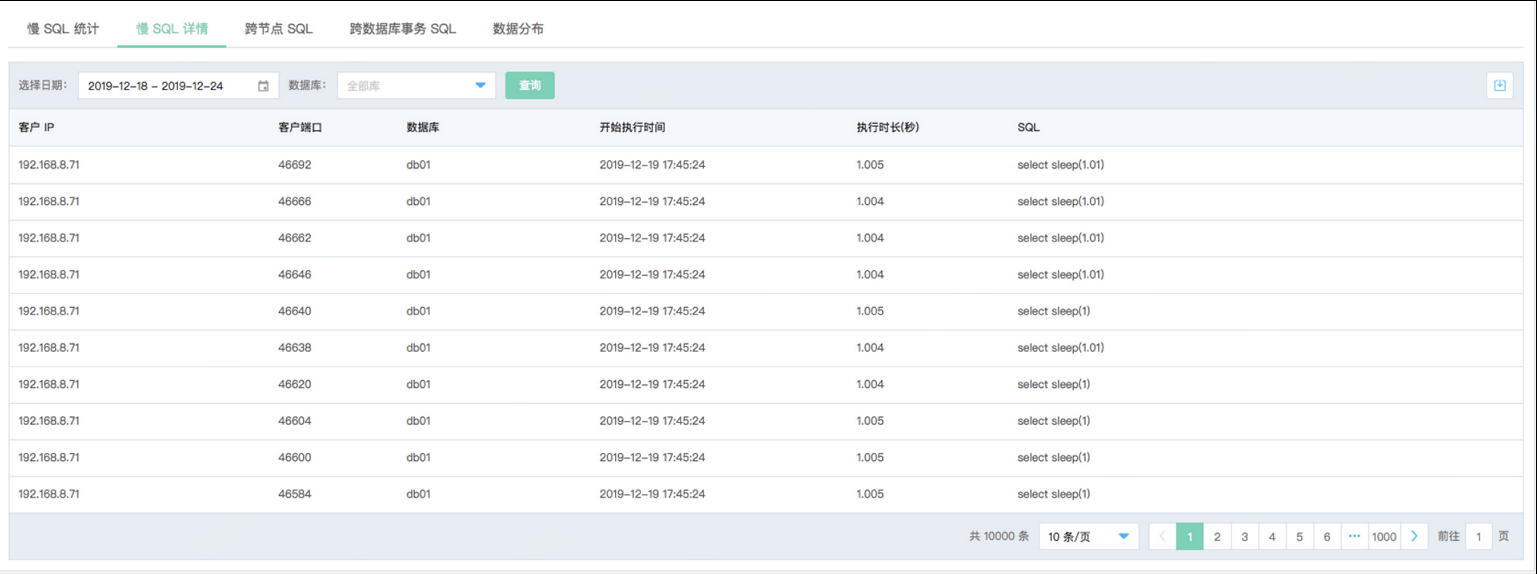 慢 SQL 统计 慢 SQL 详情 跨节点 SQL 跨数据库事务 SQL 数据分布
选择日期: 2019-12-18 - 2019-12-24 数据库: 全部库 查询
客户 IP 客户端口 数据库 开始执行时间 执行时长(秒) SQL
192.168.8.71 46692 db01 2019-12-19 17:45:24 1.005 select sleep(1.01)
192.168.8.71 46666 db01 2019-12-19 17:45:24 1.004 select sleep(1.01)
192.168.8.71 46662 db01 2019-12-19 17:45:24 1.004 select sleep(1.01)
192.168.8.71 46646 db01 2019-12-19 17:45:24 1.004 select sleep(1.01)
192.168.8.71 46640 db01 2019-12-19 17:45:24 1.005 select sleep(1)
192.168.8.71 46638 db01 2019-12-19 17:45:24 1.004 select sleep(1.01)
192.168.8.71 46620 db01 2019-12-19 17:45:24 1.004 select sleep(1)
192.168.8.71 46604 db01 2019-12-19 17:45:24 1.005 select sleep(1)
192.168.8.71 46600 db01 2019-12-19 17:45:24 1.005 select sleep(1)
192.168.8.71 46584 db01 2019-12-19 17:45:24 1.005 select sleep(1)
共 10000 条 10 条/页 < 1 2 3 4 5 6 ··· 1000 > 前往 1 页